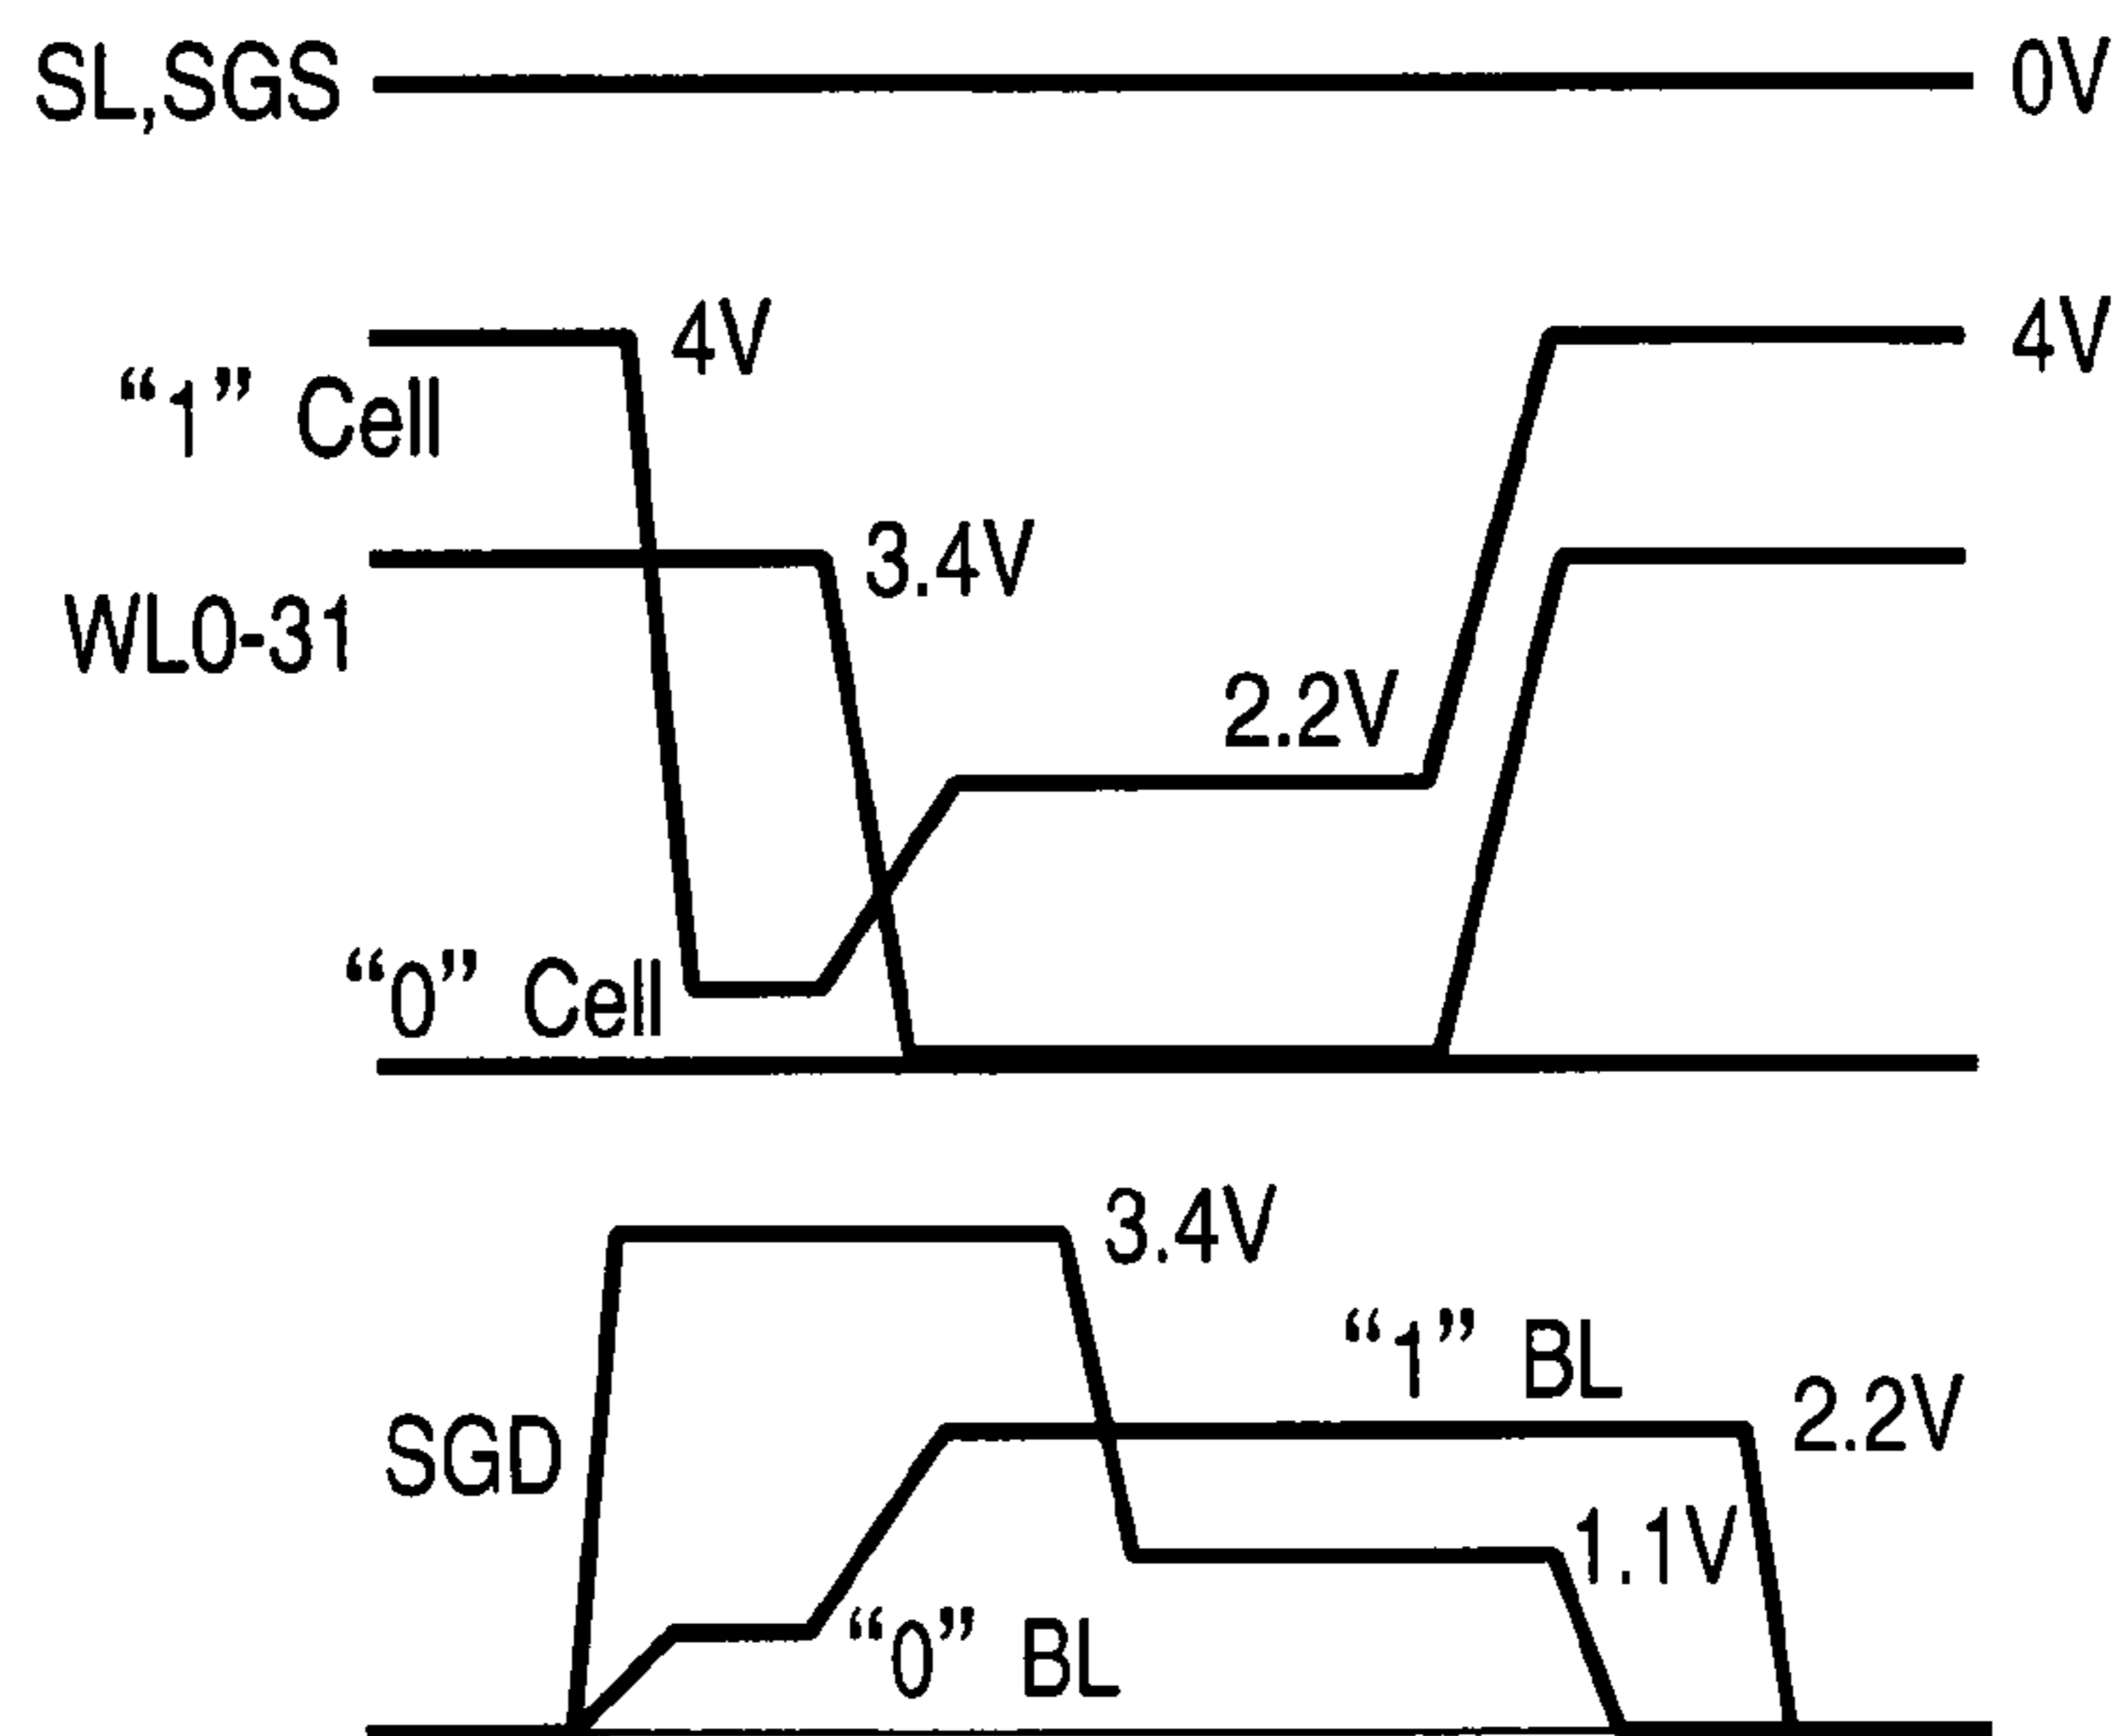 SL,SGS 0V
4V 4V
“1” Cell
3.4V
WL0-31
2.2V
“0” Cell
3.4V
“1” BL
2.2V
SGD
1.1V
“0” BL